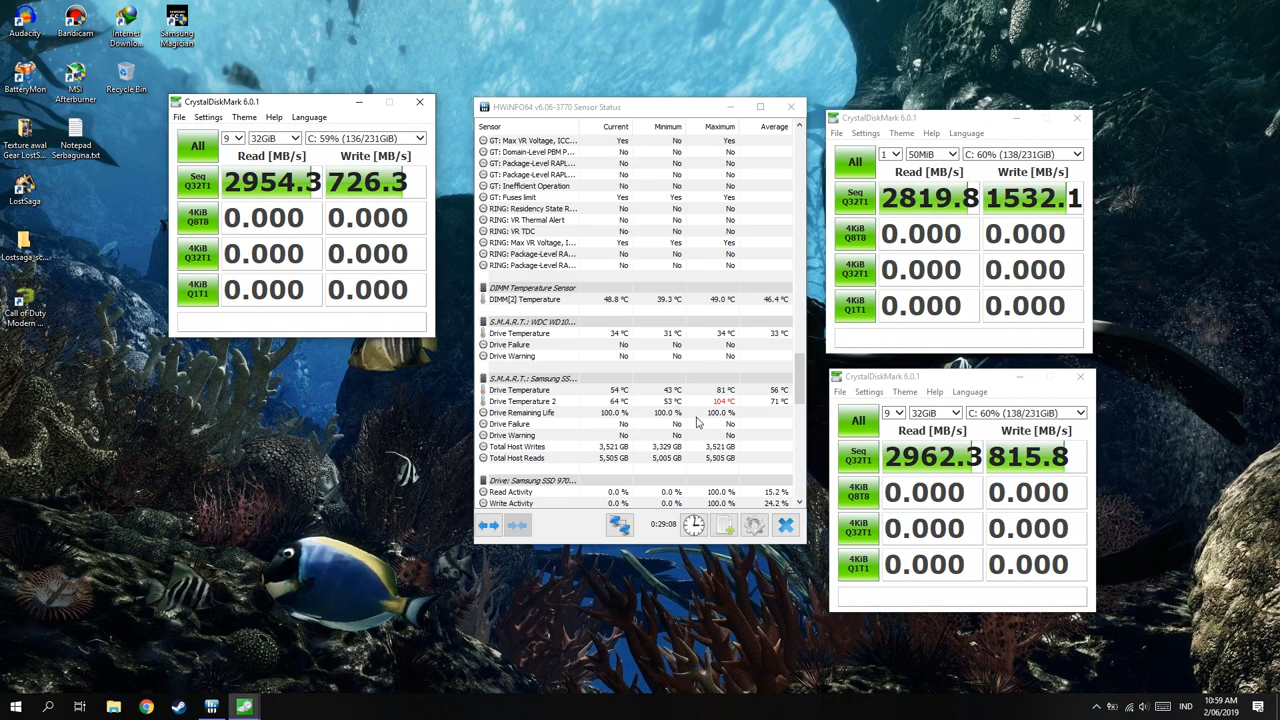 Audacity
Bandicam
Internet
Downlo...
Samsung
Magician
SSD
BatteryMon
MSI
Afterburner
Recycle Bin
Texture awal
Gear LostS...
Notepad
Serbaguna.txt
LostSaga
Lostsaga_sc...
Call of Duty
Modern ...
CrystalDiskMark 6.0.1
File Settings Theme Help Language
All 9 32GiB C: 59% (136/231GiB)
Read [MB/s] Write [MB/s]
Seq
Q32T1 2954.3 726.3
4KiB
Q8T8 0.000 0.000
4KiB
Q32T1 0.000 0.000
4KiB
Q1T1 0.000 0.000
HWiNFO64 v6.06-3770 Sensor Status
Sensor Current Minimum Maximum Average
GT: Max VR Voltage, ICC... Yes No Yes
GT: Domain-Level PBM P... No No No
GT: Package-Level RAPL... No No No
GT: Package-Level RAPL... No No No
GT: Inefficient Operation No No No
GT: Fuses limit Yes Yes Yes
RING: Residency State R... No No No
RING: VR Thermal Alert No No No
RING: VR TDC No No No
RING: Max VR Voltage, I... Yes Yes Yes
RING: Package-Level RA... No No No
RING: Package-Level RA... No No No
DIMM Temperature Sensor
DIMM[2] Temperature 48.8 °C 39.3 °C 49.0 °C 46.4 °C
S.M.A.R.T.: WDC WD10...
Drive Temperature 34 °C 31 °C 34 °C 33 °C
Drive Failure No No No
Drive Warning No No No
S.M.A.R.T.: Samsung SS...
Drive Temperature 54 °C 43 °C 81 °C 56 °C
Drive Temperature 2 64 °C 53 °C 104 °C 71 °C
Drive Remaining Life 100.0 % 100.0 % 100.0 %
Drive Failure No No No
Drive Warning No No No
Total Host Writes 3,521 GB 3,329 GB 3,521 GB
Total Host Reads 5,505 GB 5,005 GB 5,505 GB
Drive: Samsung SSD 970...
Read Activity 0.0 % 0.0 % 100.0 % 15.2 %
Write Activity 0.0 % 0.0 % 100.0 % 24.2 %
0:29:08
CrystalDiskMark 6.0.1
File Settings Theme Help Language
All 1 50MiB C: 60% (138/231GiB)
Read [MB/s] Write [MB/s]
Seq
Q32T1 2819.8 1532.1
4KiB
Q8T8 0.000 0.000
4KiB
Q32T1 0.000 0.000
4KiB
Q1T1 0.000 0.000
CrystalDiskMark 6.0.1
File Settings Theme Help Language
All 9 32GiB C: 60% (138/231GiB)
Read [MB/s] Write [MB/s]
Seq
Q32T1 2962.3 815.8
4KiB
Q8T8 0.000 0.000
4KiB
Q32T1 0.000 0.000
4KiB
Q1T1 0.000 0.000
IND
10:59 AM
2/06/2019